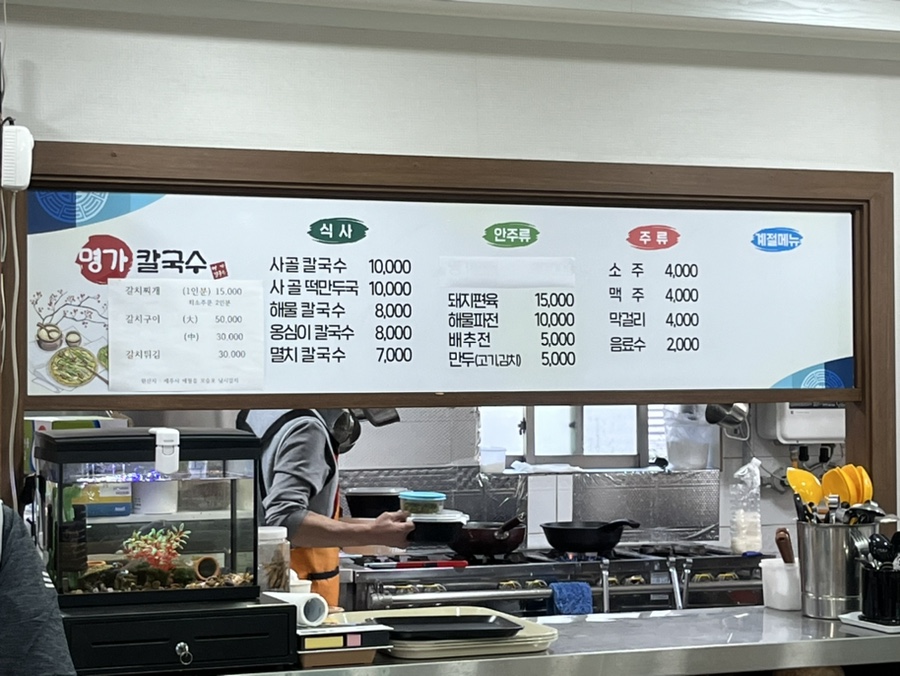 명가 칼국수
갈치찌개 (1인분) 15,000
최소주문 2인분
갈치구이 (大) 50,000
(中) 30,000
갈치튀김 30,000
식사
사골 칼국수 10,000
사골 떡만두국 10,000
해물 칼국수 8,000
옹심이 칼국수 8,000
멸치 칼국수 7,000
안주류
돼지편육 15,000
해물파전 10,000
배추전 5,000
만두(고기,김치) 5,000
주류
소주 4,000
맥주 4,000
막걸리 4,000
음료수 2,000
계절메뉴